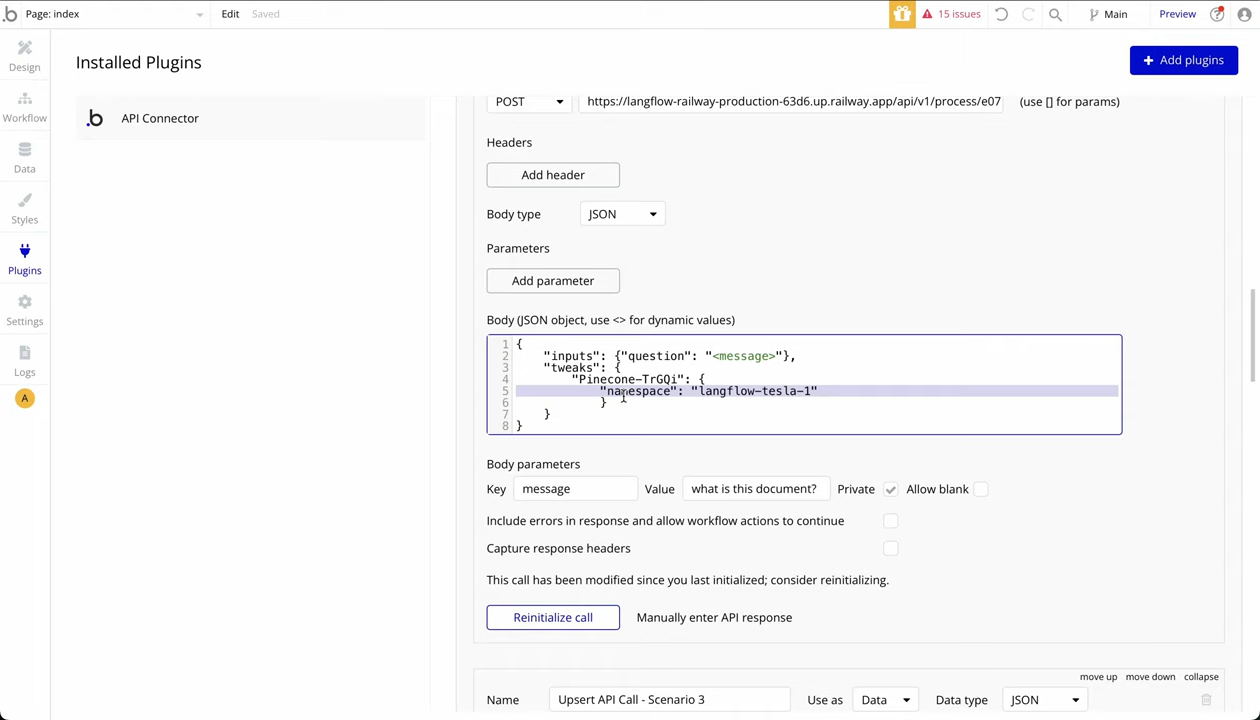 b Page: index Edit Saved 15 issues Main Preview
Design
Workflow
Data
Styles
Plugins
Settings
Logs
A
Installed Plugins
+ Add plugins
b API Connector
POST https://langflow-railway-production-63d6.up.railway.app/api/v1/process/e07 (use [] for params)
Headers
Add header
Body type JSON
Parameters
Add parameter
Body (JSON object, use <> for dynamic values)
1 {
2 "inputs": {"question": "<message>"},
3 "tweaks": {
4 "Pinecone-TrGQi": {
5 "namespace": "langflow-tesla-1"
6 }
7 }
8 }
Body parameters
Key message Value what is this document? Private Allow blank
Include errors in response and allow workflow actions to continue
Capture response headers
This call has been modified since you last initialized; consider reinitializing.
Reinitialize call Manually enter API response
move up move down collapse
Name Upsert API Call - Scenario 3 Use as Data Data type JSON